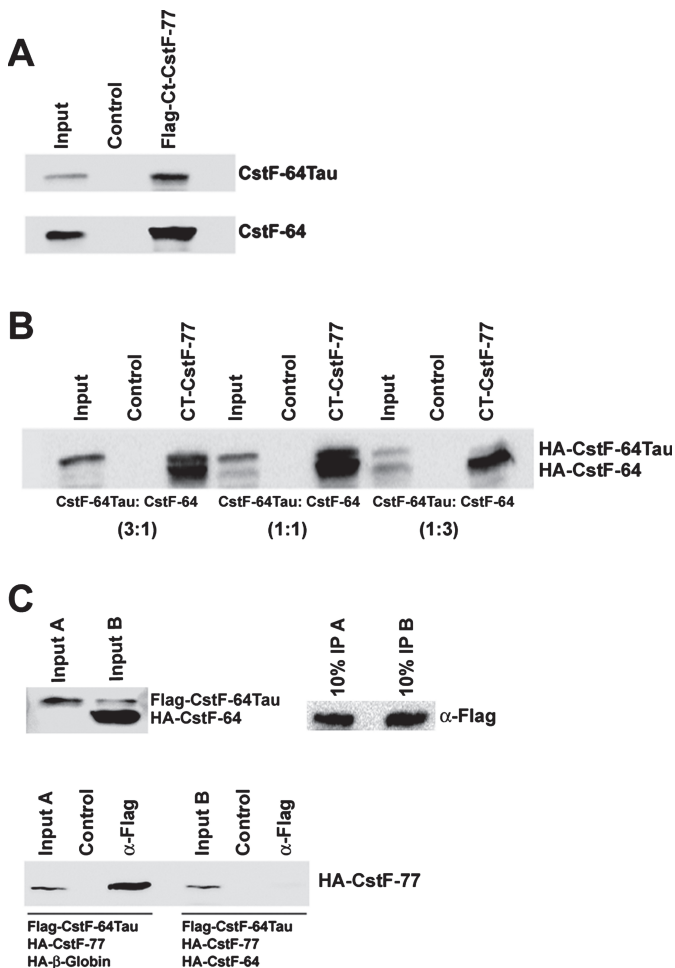 A
Input
Control
Flag-Ct-CstF-77
CstF-64Tau
CstF-64
B
Input
Control
CT-CstF-77
Input
Control
CT-CstF-77
Input
Control
CT-CstF-77
HA-CstF-64Tau
HA-CstF-64
CstF-64Tau: CstF-64
CstF-64Tau: CstF-64
CstF-64Tau: CstF-64
(3:1)
(1:1)
(1:3)
C
Input A
Input B
Flag-CstF-64Tau
HA-CstF-64
10% IP A
10% IP B
α-Flag
Input A
Control
α-Flag
Input B
Control
α-Flag
HA-CstF-77
Flag-CstF-64Tau
HA-CstF-77
HA-β-Globin
Flag-CstF-64Tau
HA-CstF-77
HA-CstF-64